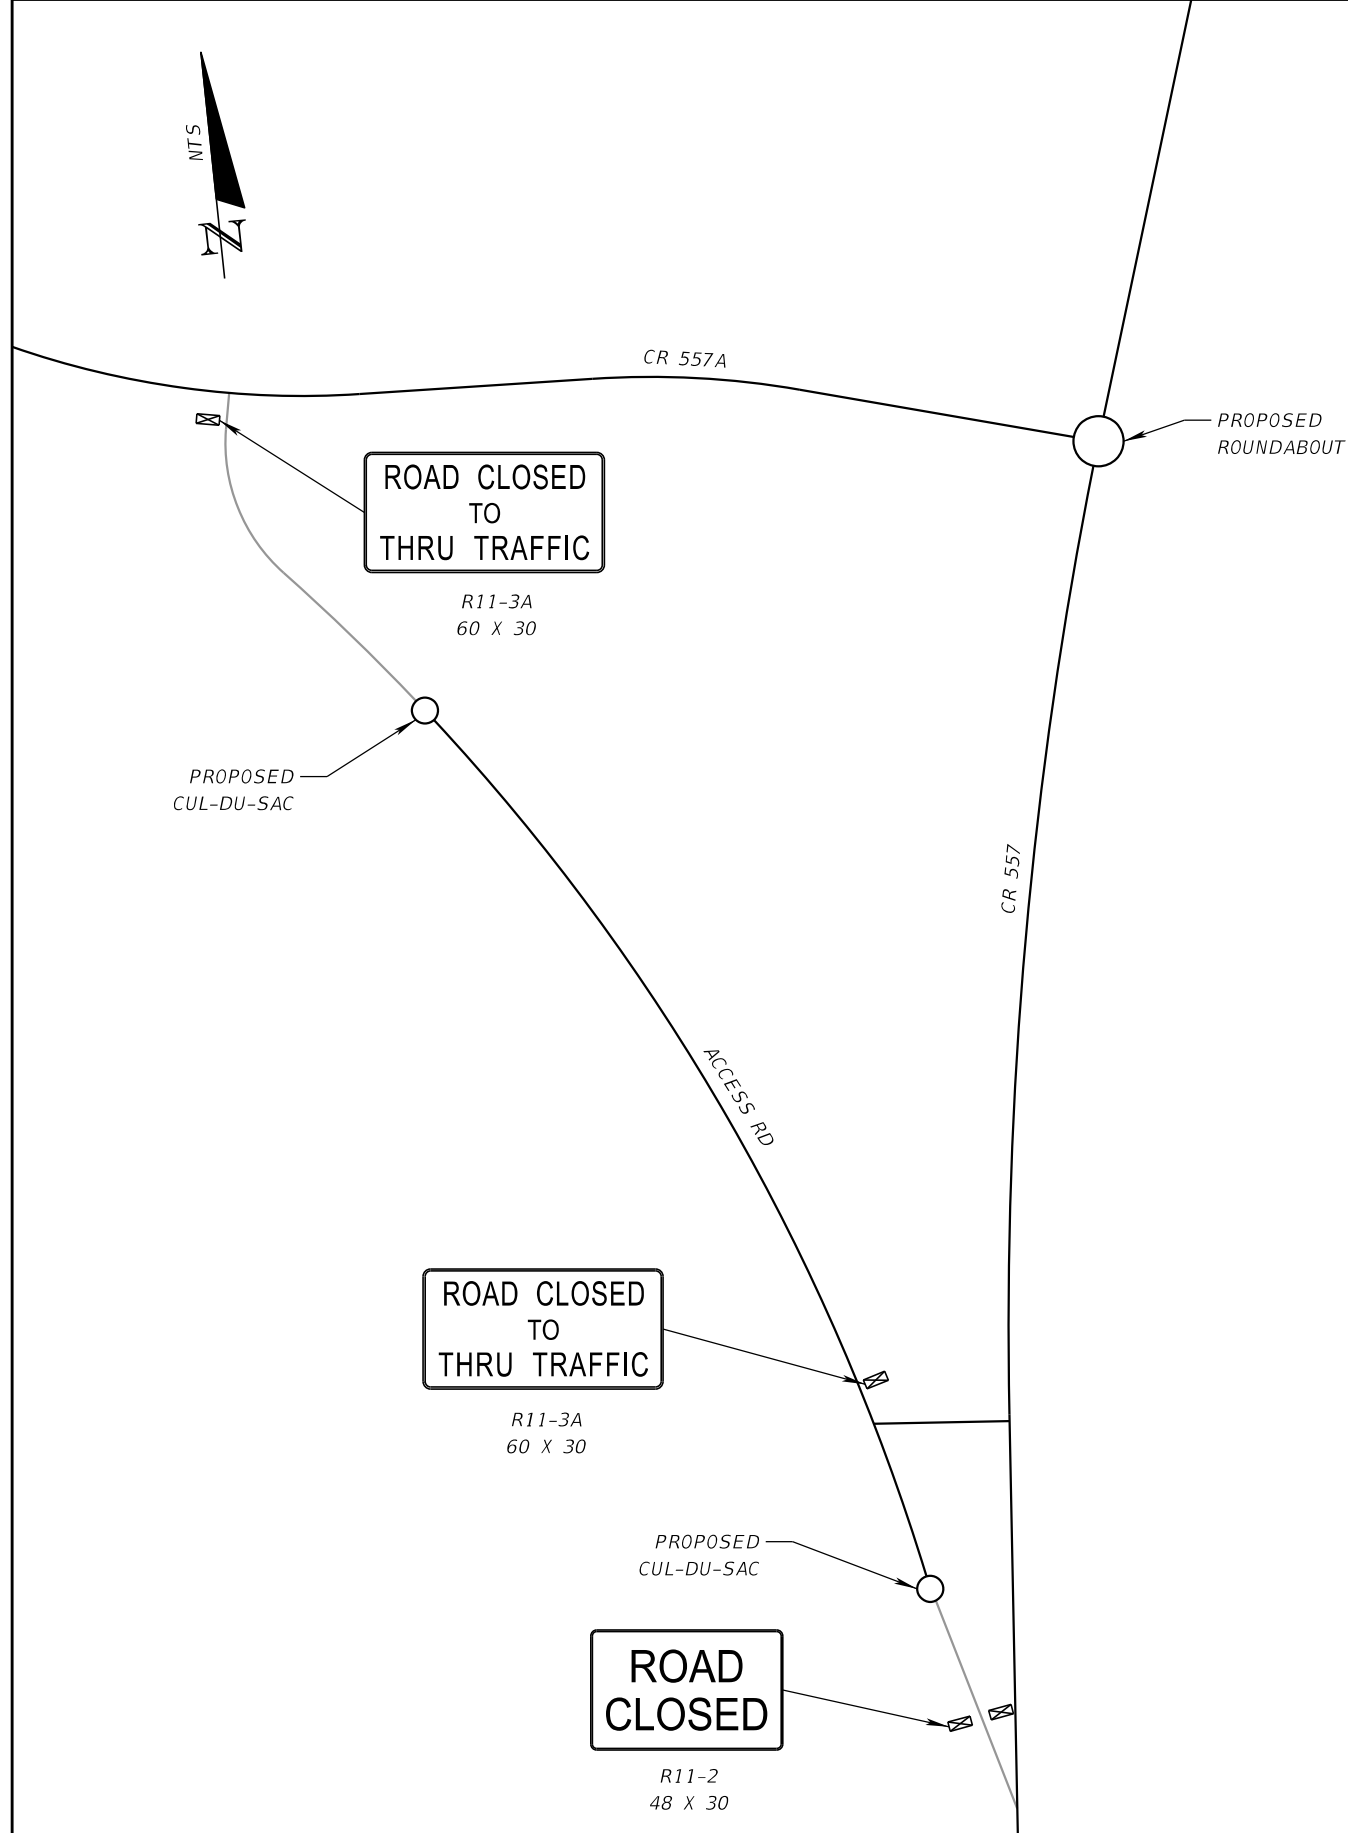 NTS
N
CR 557A
PROPOSED
ROUNDABOUT
ROAD CLOSED
TO
THRU TRAFFIC
R11-3A
60 X 30
PROPOSED
CUL-DU-SAC
CR 557
ACCESS RD
ROAD CLOSED
TO
THRU TRAFFIC
R11-3A
60 X 30
PROPOSED
CUL-DU-SAC
ROAD
CLOSED
R11-2
48 X 30